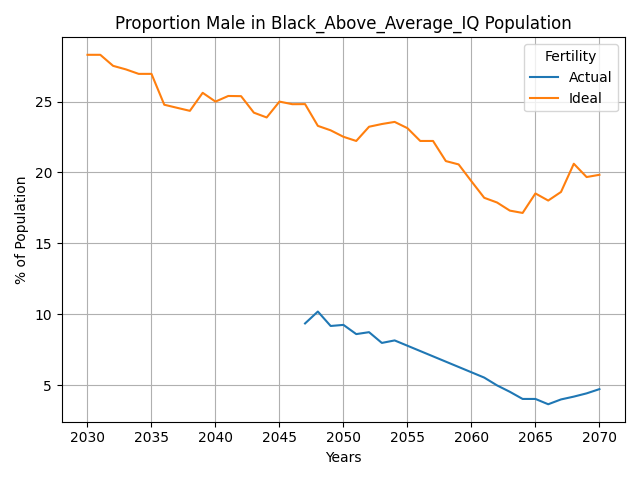 Proportion Male in Black_Above_Average_IQ Population
Fertility
Actual
Ideal
% of Population
25
20
15
10
5
2030 2035 2040 2045 2050 2055 2060 2065 2070
Years